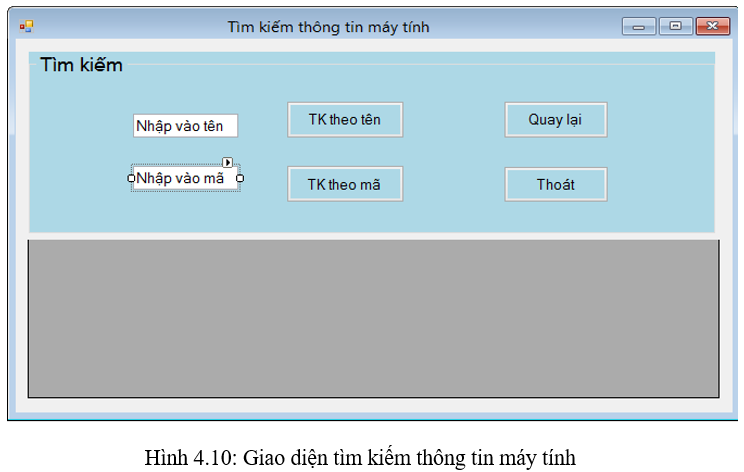 Tìm kiếm thông tin máy tính
Tìm kiếm
Nhập vào tên
TK theo tên
Quay lại
Nhập vào mã
TK theo mã
Thoát
Hình 4.10: Giao diện tìm kiếm thông tin máy tính